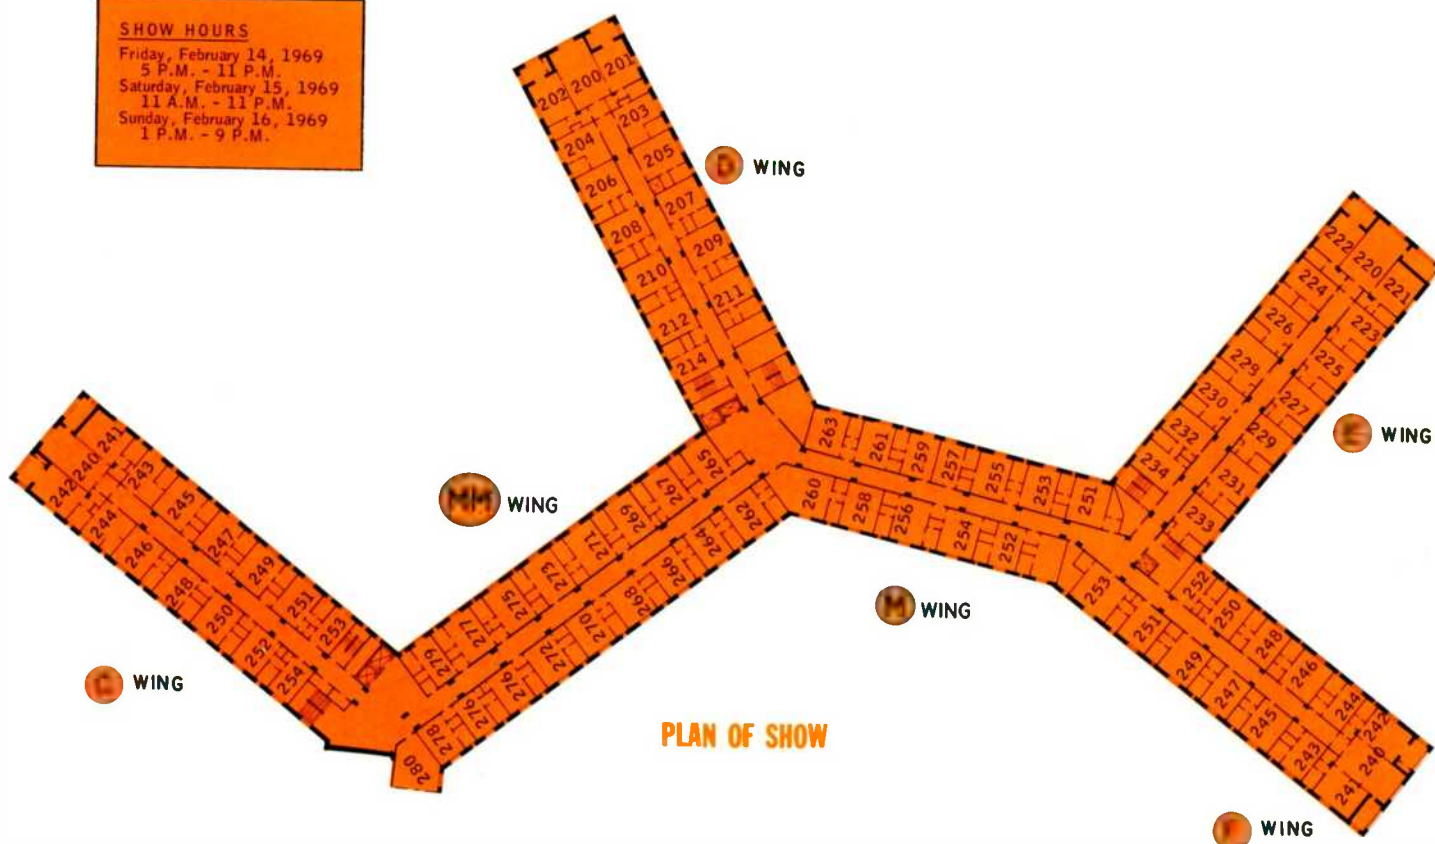 SHOW HOURS
Friday, February 14, 1969
5 P.M. - 11 P.M.
Saturday, February 15, 1969
11 A.M. - 11 P.M.
Sunday, February 16, 1969
1 P.M. - 9 P.M.
202 200 201
204 203
206 205
208 207
210 209
212 211
214
D WING
222 220 221
224 223
226 225
229 227
230 229
232 231
234 233
E WING
263 261 259 257 255 253 251
260 258 256 254 252
M WING
265 267 269 271 273 275 277 279
262 264 266 268 270 272 276 276 278 280
MM WING
242 240 241
244 243
246 245
248 247
250 249
252 251
254 253
C WING
253 252
251 250
249 248
247 246
245 244
243 242
241 240
F WING
PLAN OF SHOW